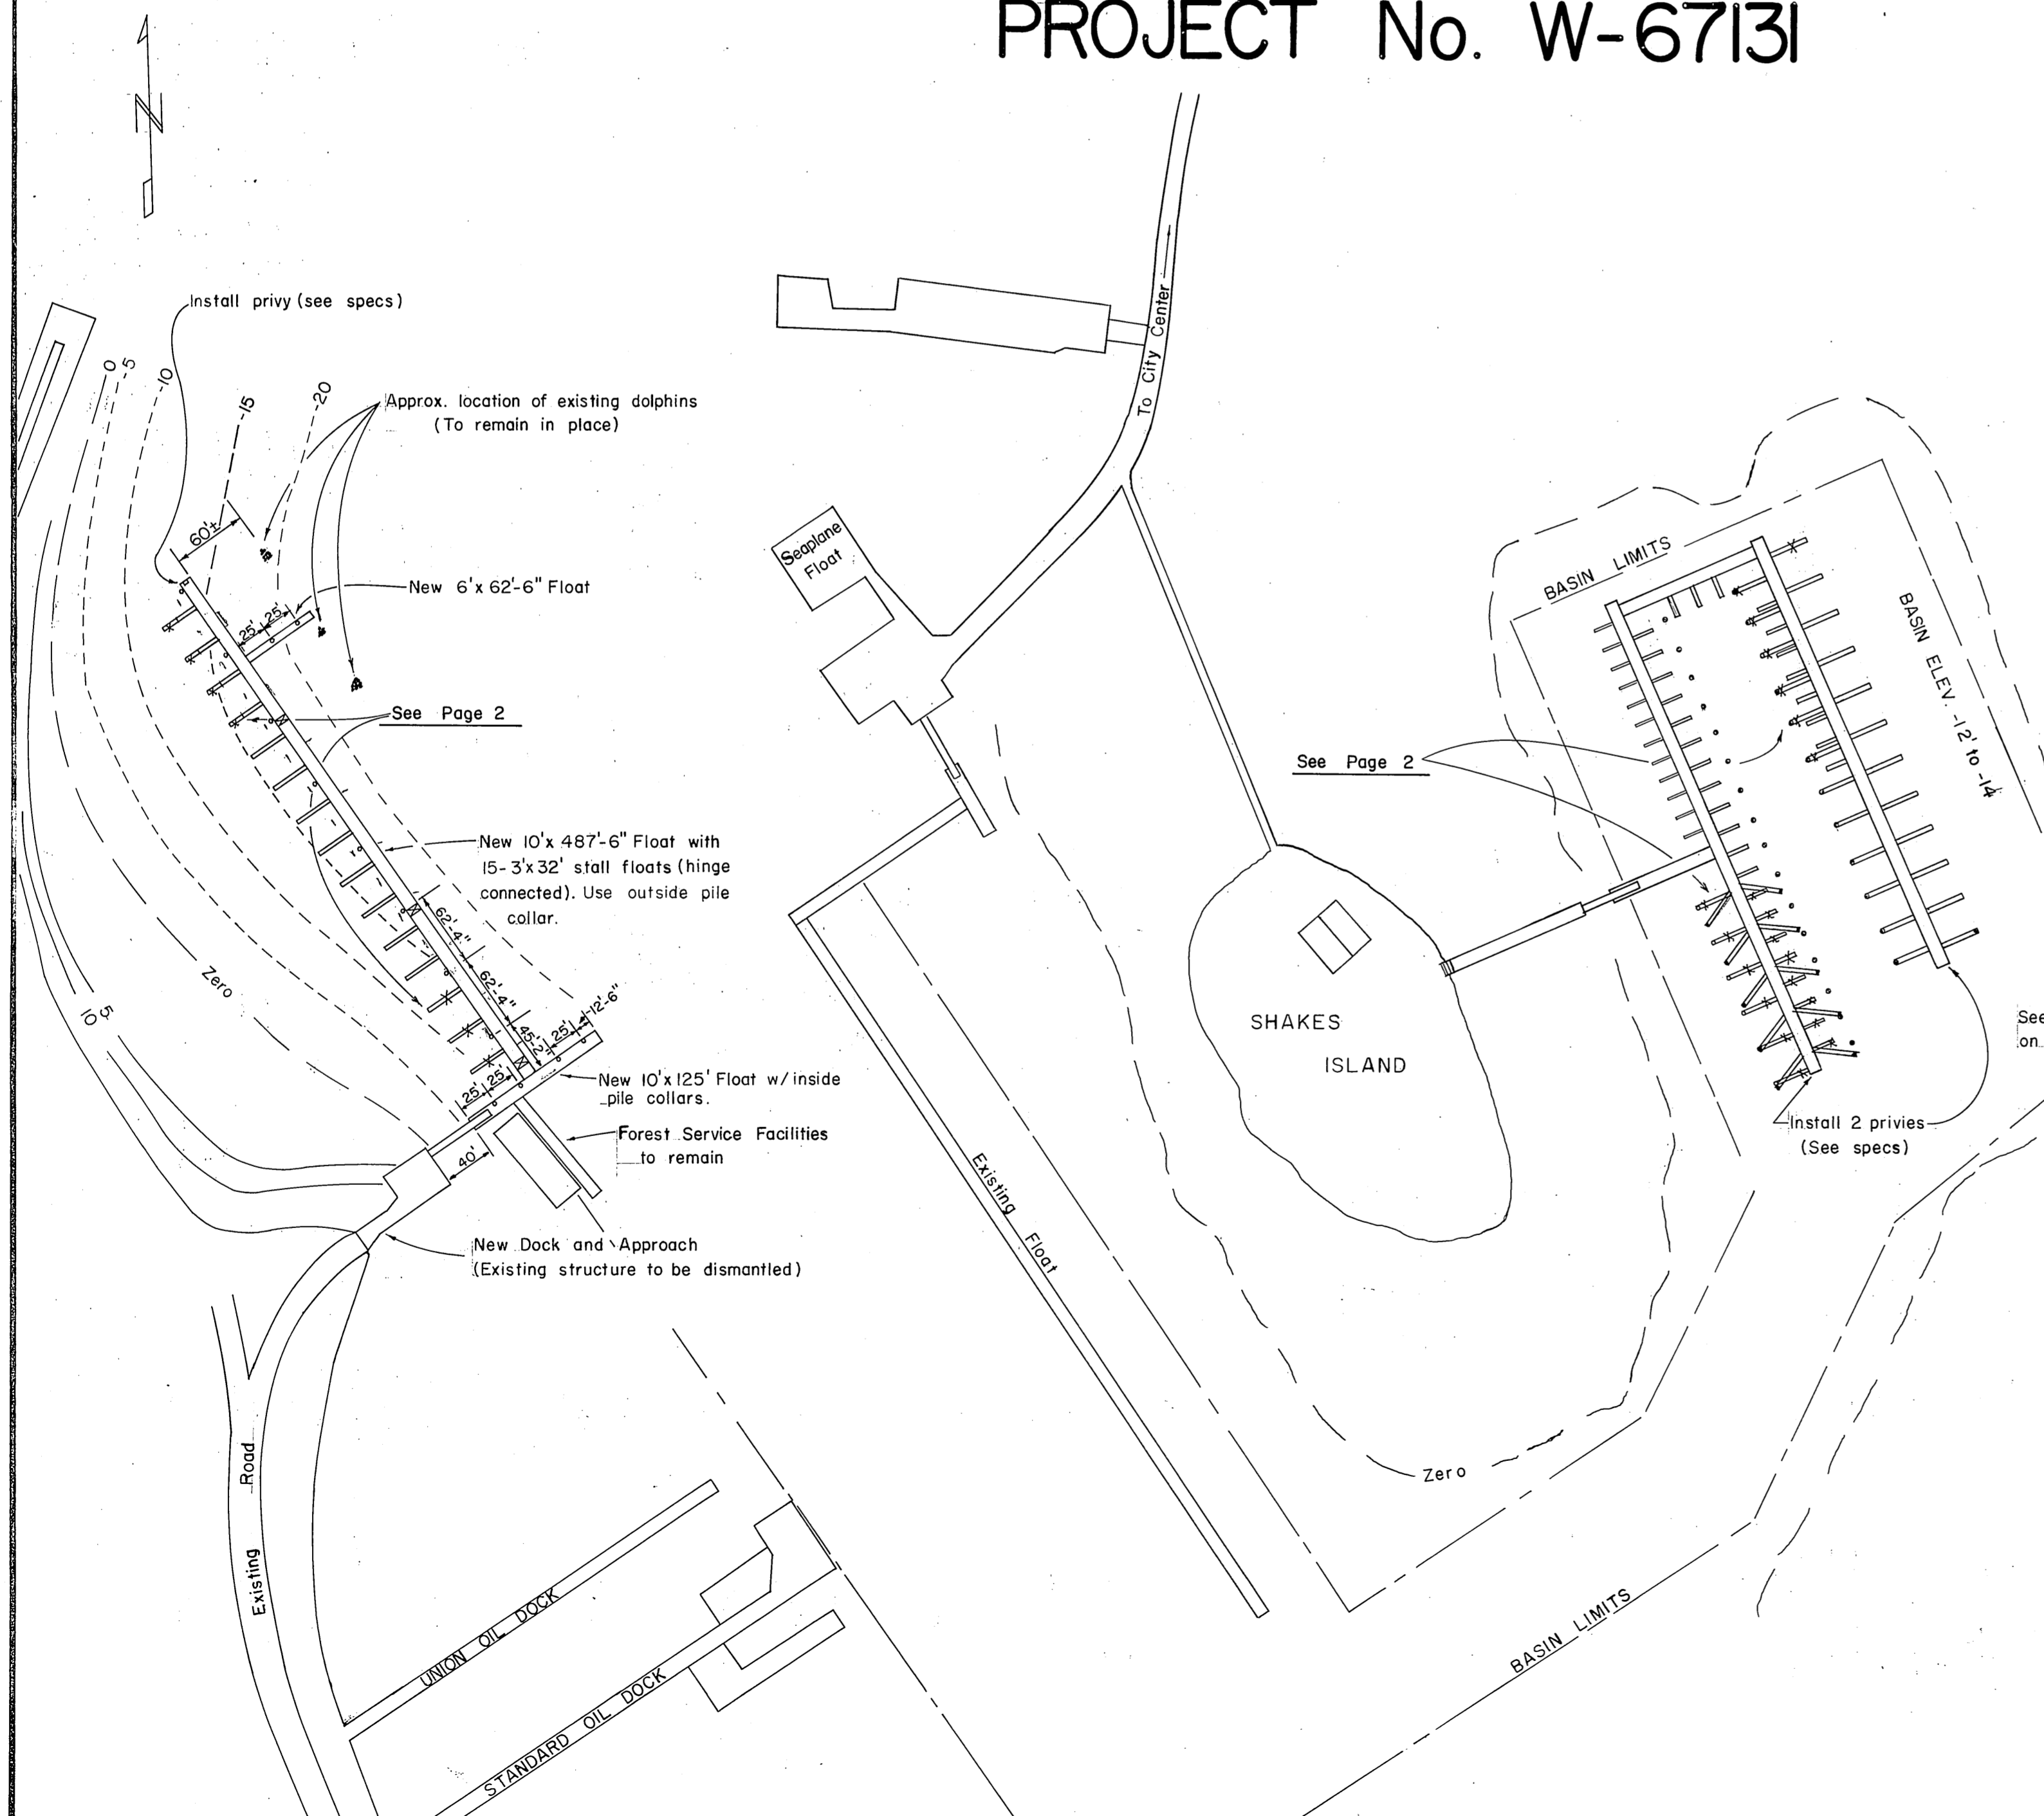 PROJECT No. W-67131
N
Install privy (see specs)
0
-5
-10
-15
-20
Approx. location of existing dolphins
(To remain in place)
60'±
25'
25'
New 6'x 62'-6" Float
See Page 2
New 10'x 487'-6" Float with
15-3'x 32' stall floats (hinge
connected). Use outside pile
collar.
62'-4"
62'-4"
45'-2"
25'
12'-6"
25'
25'
Zero
5
10
New 10'x 125' Float w/inside
pile collars.
Forest Service Facilities
to remain
40'
New Dock and Approach
(Existing structure to be dismantled)
Existing Road
UNION OIL DOCK
STANDARD OIL DOCK
To City Center
Seaplane
Float
Existing Float
SHAKES
ISLAND
Zero
BASIN LIMITS
BASIN LIMITS
BASIN ELEV. -12' to -14
See Page 2
Install 2 privies
(See specs)
See
on